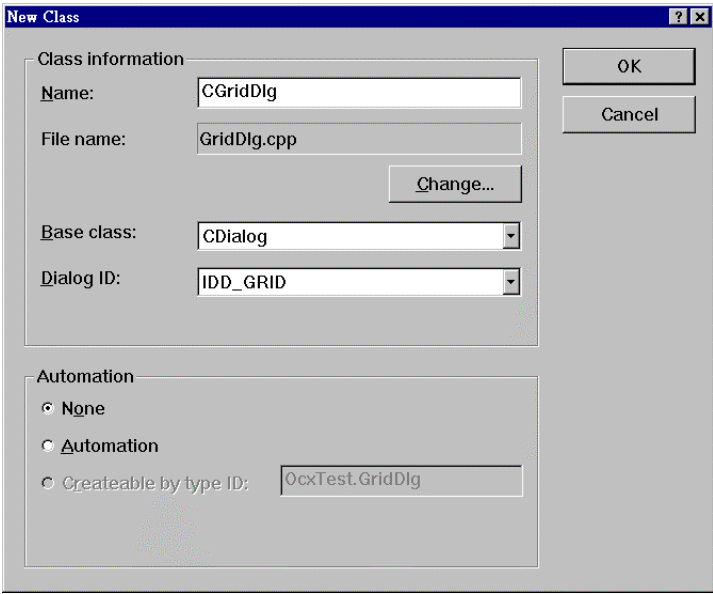 New Class
Class information
Name:
CGridDlg
File name:
GridDlg.cpp
Change...
Base class:
CDialog
Dialog ID:
IDD_GRID
OK
Cancel
Automation
None
Automation
Createable by type ID:
OcxTest.GridDlg